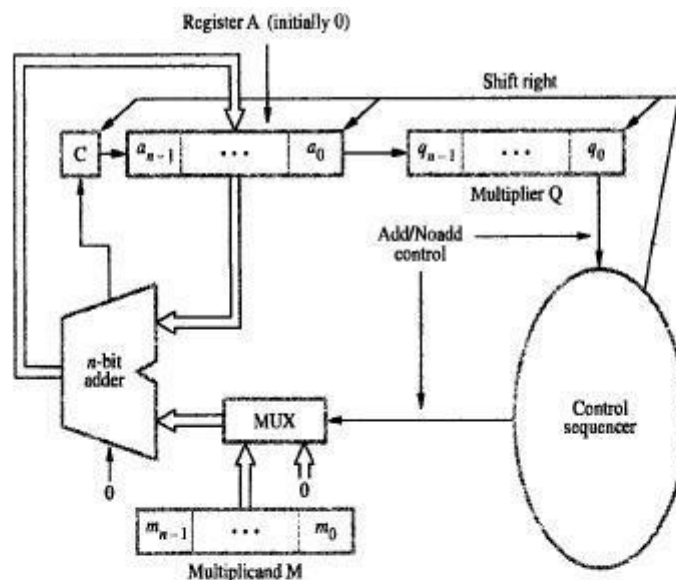 Register A (initially 0)
Shift right
C
a_{n-1} ... a_0
q_{n-1} ... q_0
Multiplier Q
Add/Noadd
control
n-bit
adder
MUX
Control
sequencer
0
0
m_{n-1} ... m_0
Multiplicand M